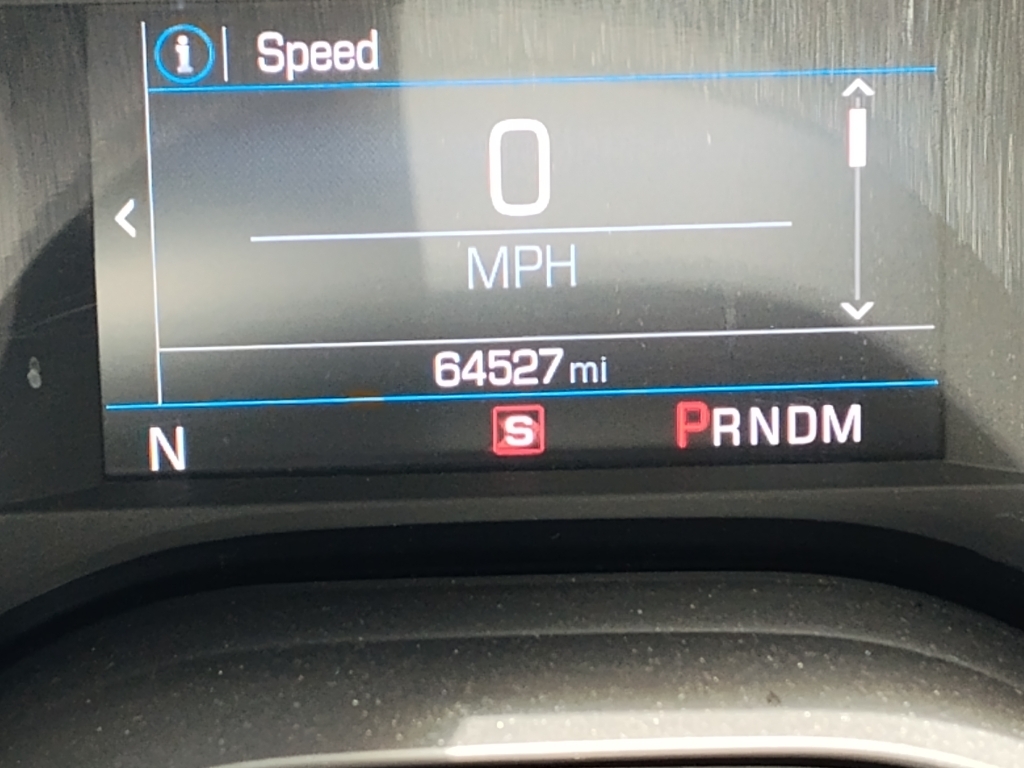 i Speed
0
MPH
64527 mi
N S PRNDM